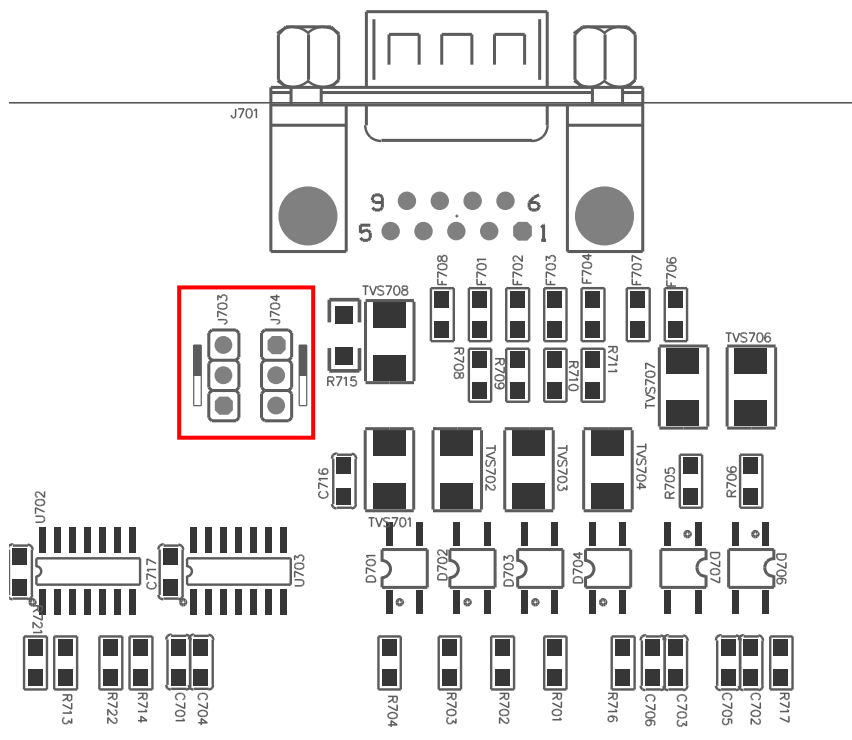 J701
9 6
5 1
J703
J704
TVS708
F708
F701
F702
F703
F704
F707
F706
TVS706
R715
R708
R709
R710
R711
TVS707
C716
TVS701
TVS702
TVS703
TVS704
R705
R706
U702
C717
U703
D701
D702
D703
D704
D707
D706
R721
R713
R722
R714
C701
C704
R704
R703
R702
R701
R716
C706
C703
C705
C702
R717